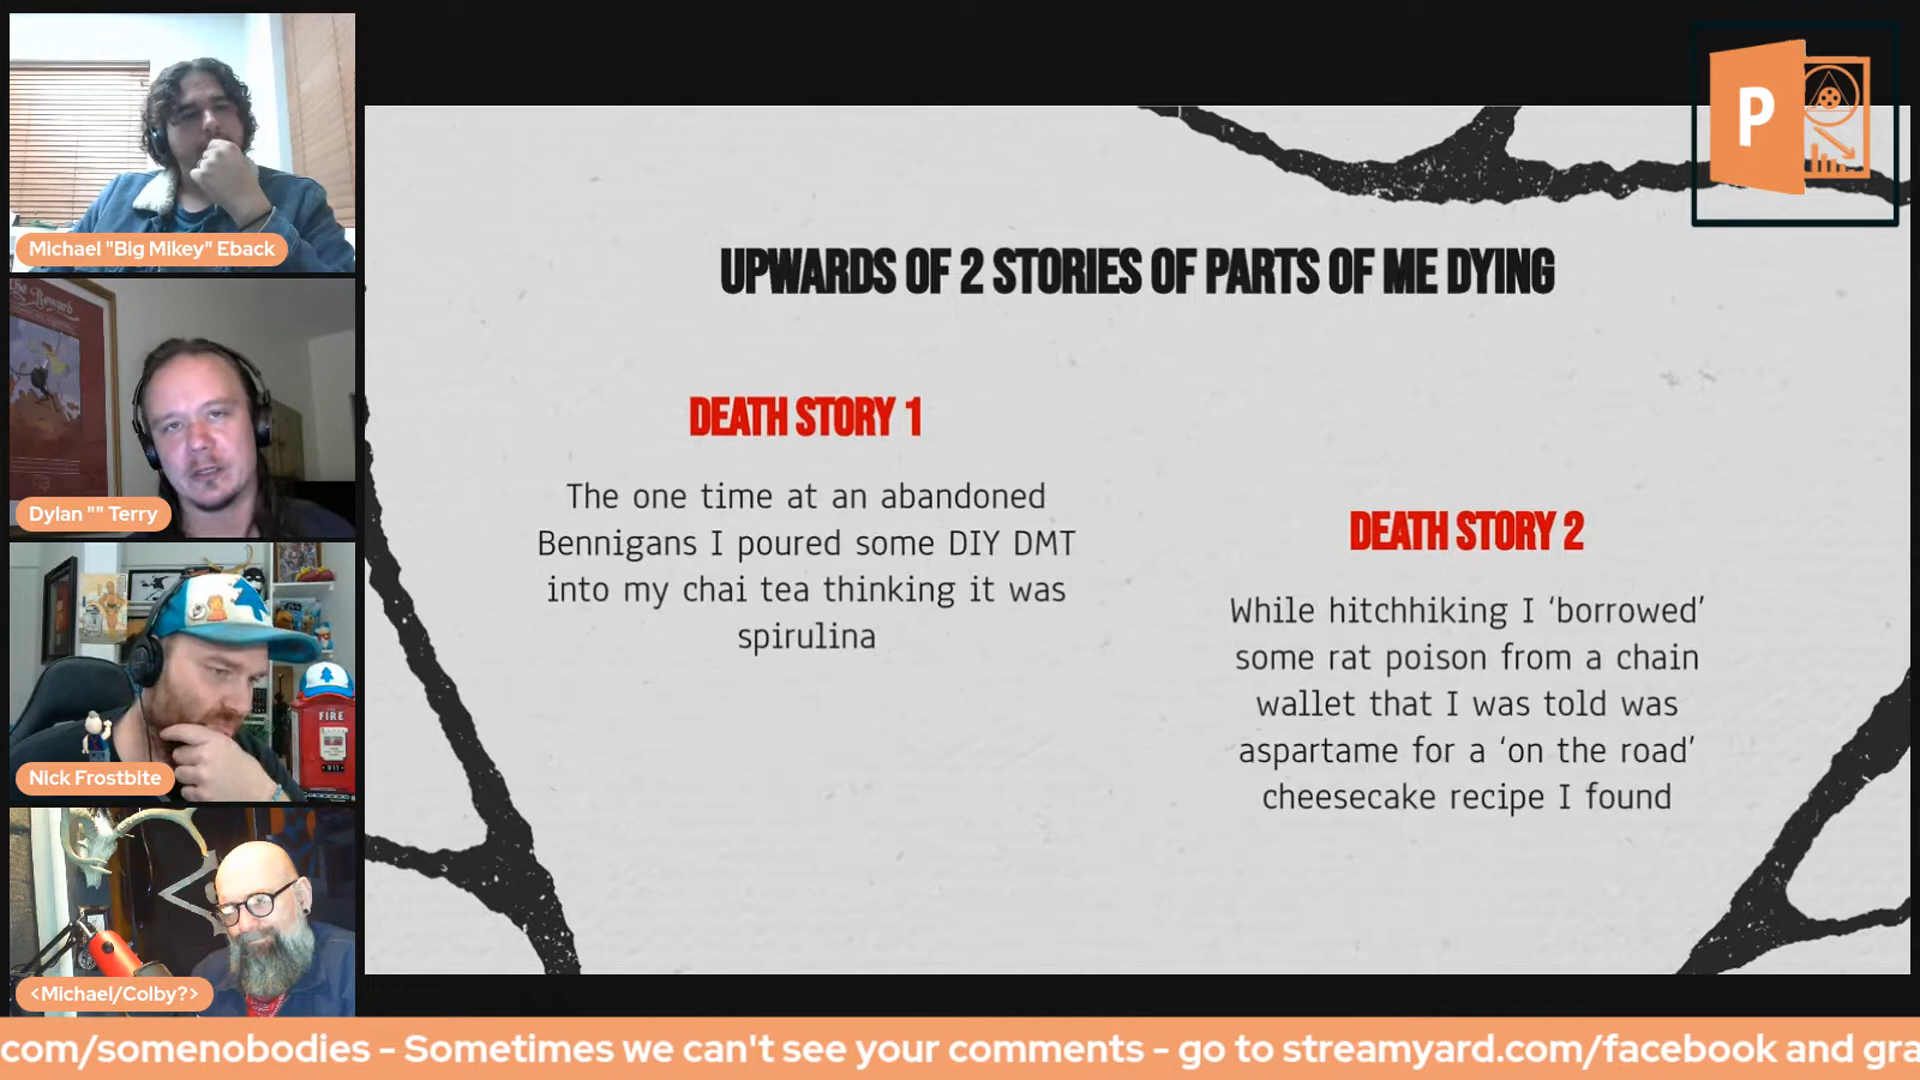 Michael "Big Mikey" Eback
The Reward
Dylan "" Terry
FIRE
Nick Frostbite
<Michael/Colby?>
P
UPWARDS OF 2 STORIES OF PARTS OF ME DYING
DEATH STORY 1
The one time at an abandoned
Bennigans I poured some DIY DMT
into my chai tea thinking it was
spirulina
DEATH STORY 2
While hitchhiking I ‘borrowed’
some rat poison from a chain
wallet that I was told was
aspartame for a ‘on the road’
cheesecake recipe I found
com/somenobodies - Sometimes we can't see your comments - go to streamyard.com/facebook and gra